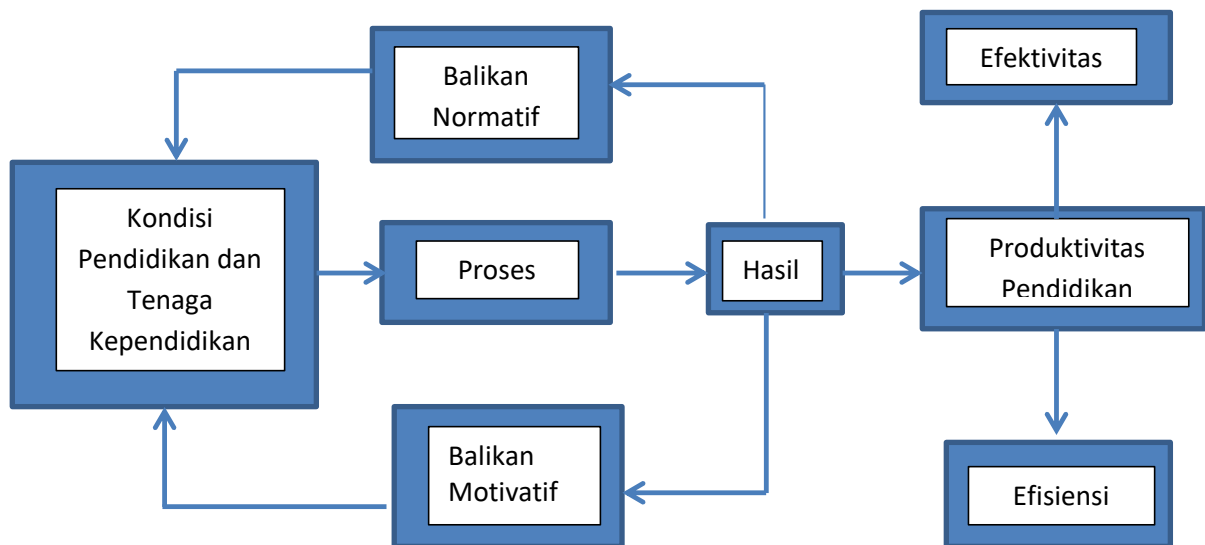 Balikan
Normatif
Efektivitas
Kondisi
Pendidikan dan
Tenaga
Kependidikan
Proses
Hasil
Produktivitas
Pendidikan
Balikan
Motivatif
Efisiensi